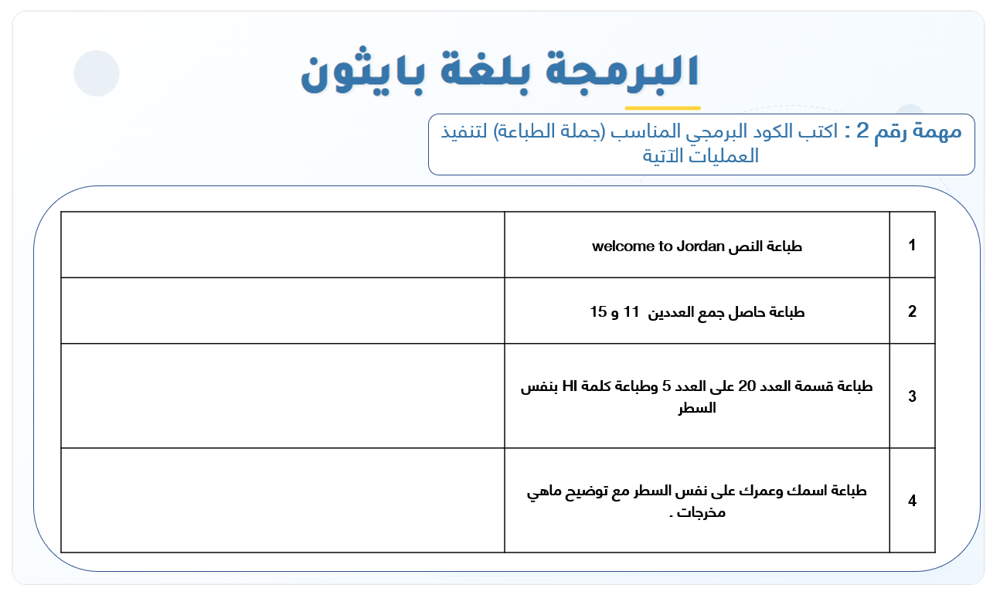 البرمجة بلغة بايثون
مهمة رقم 2 : اكتب الكود البرمجي المناسب (جملة الطباعة) لتنفيذ
العمليات الآتية
1
طباعة النص welcome to Jordan
2
طباعة حاصل جمع العددين 11 و 15
3
طباعة قسمة العدد 20 على العدد 5 وطباعة كلمة HI بنفس
السطر
4
طباعة اسمك وعمرك على نفس السطر مع توضيح ماهي
مخرجات .